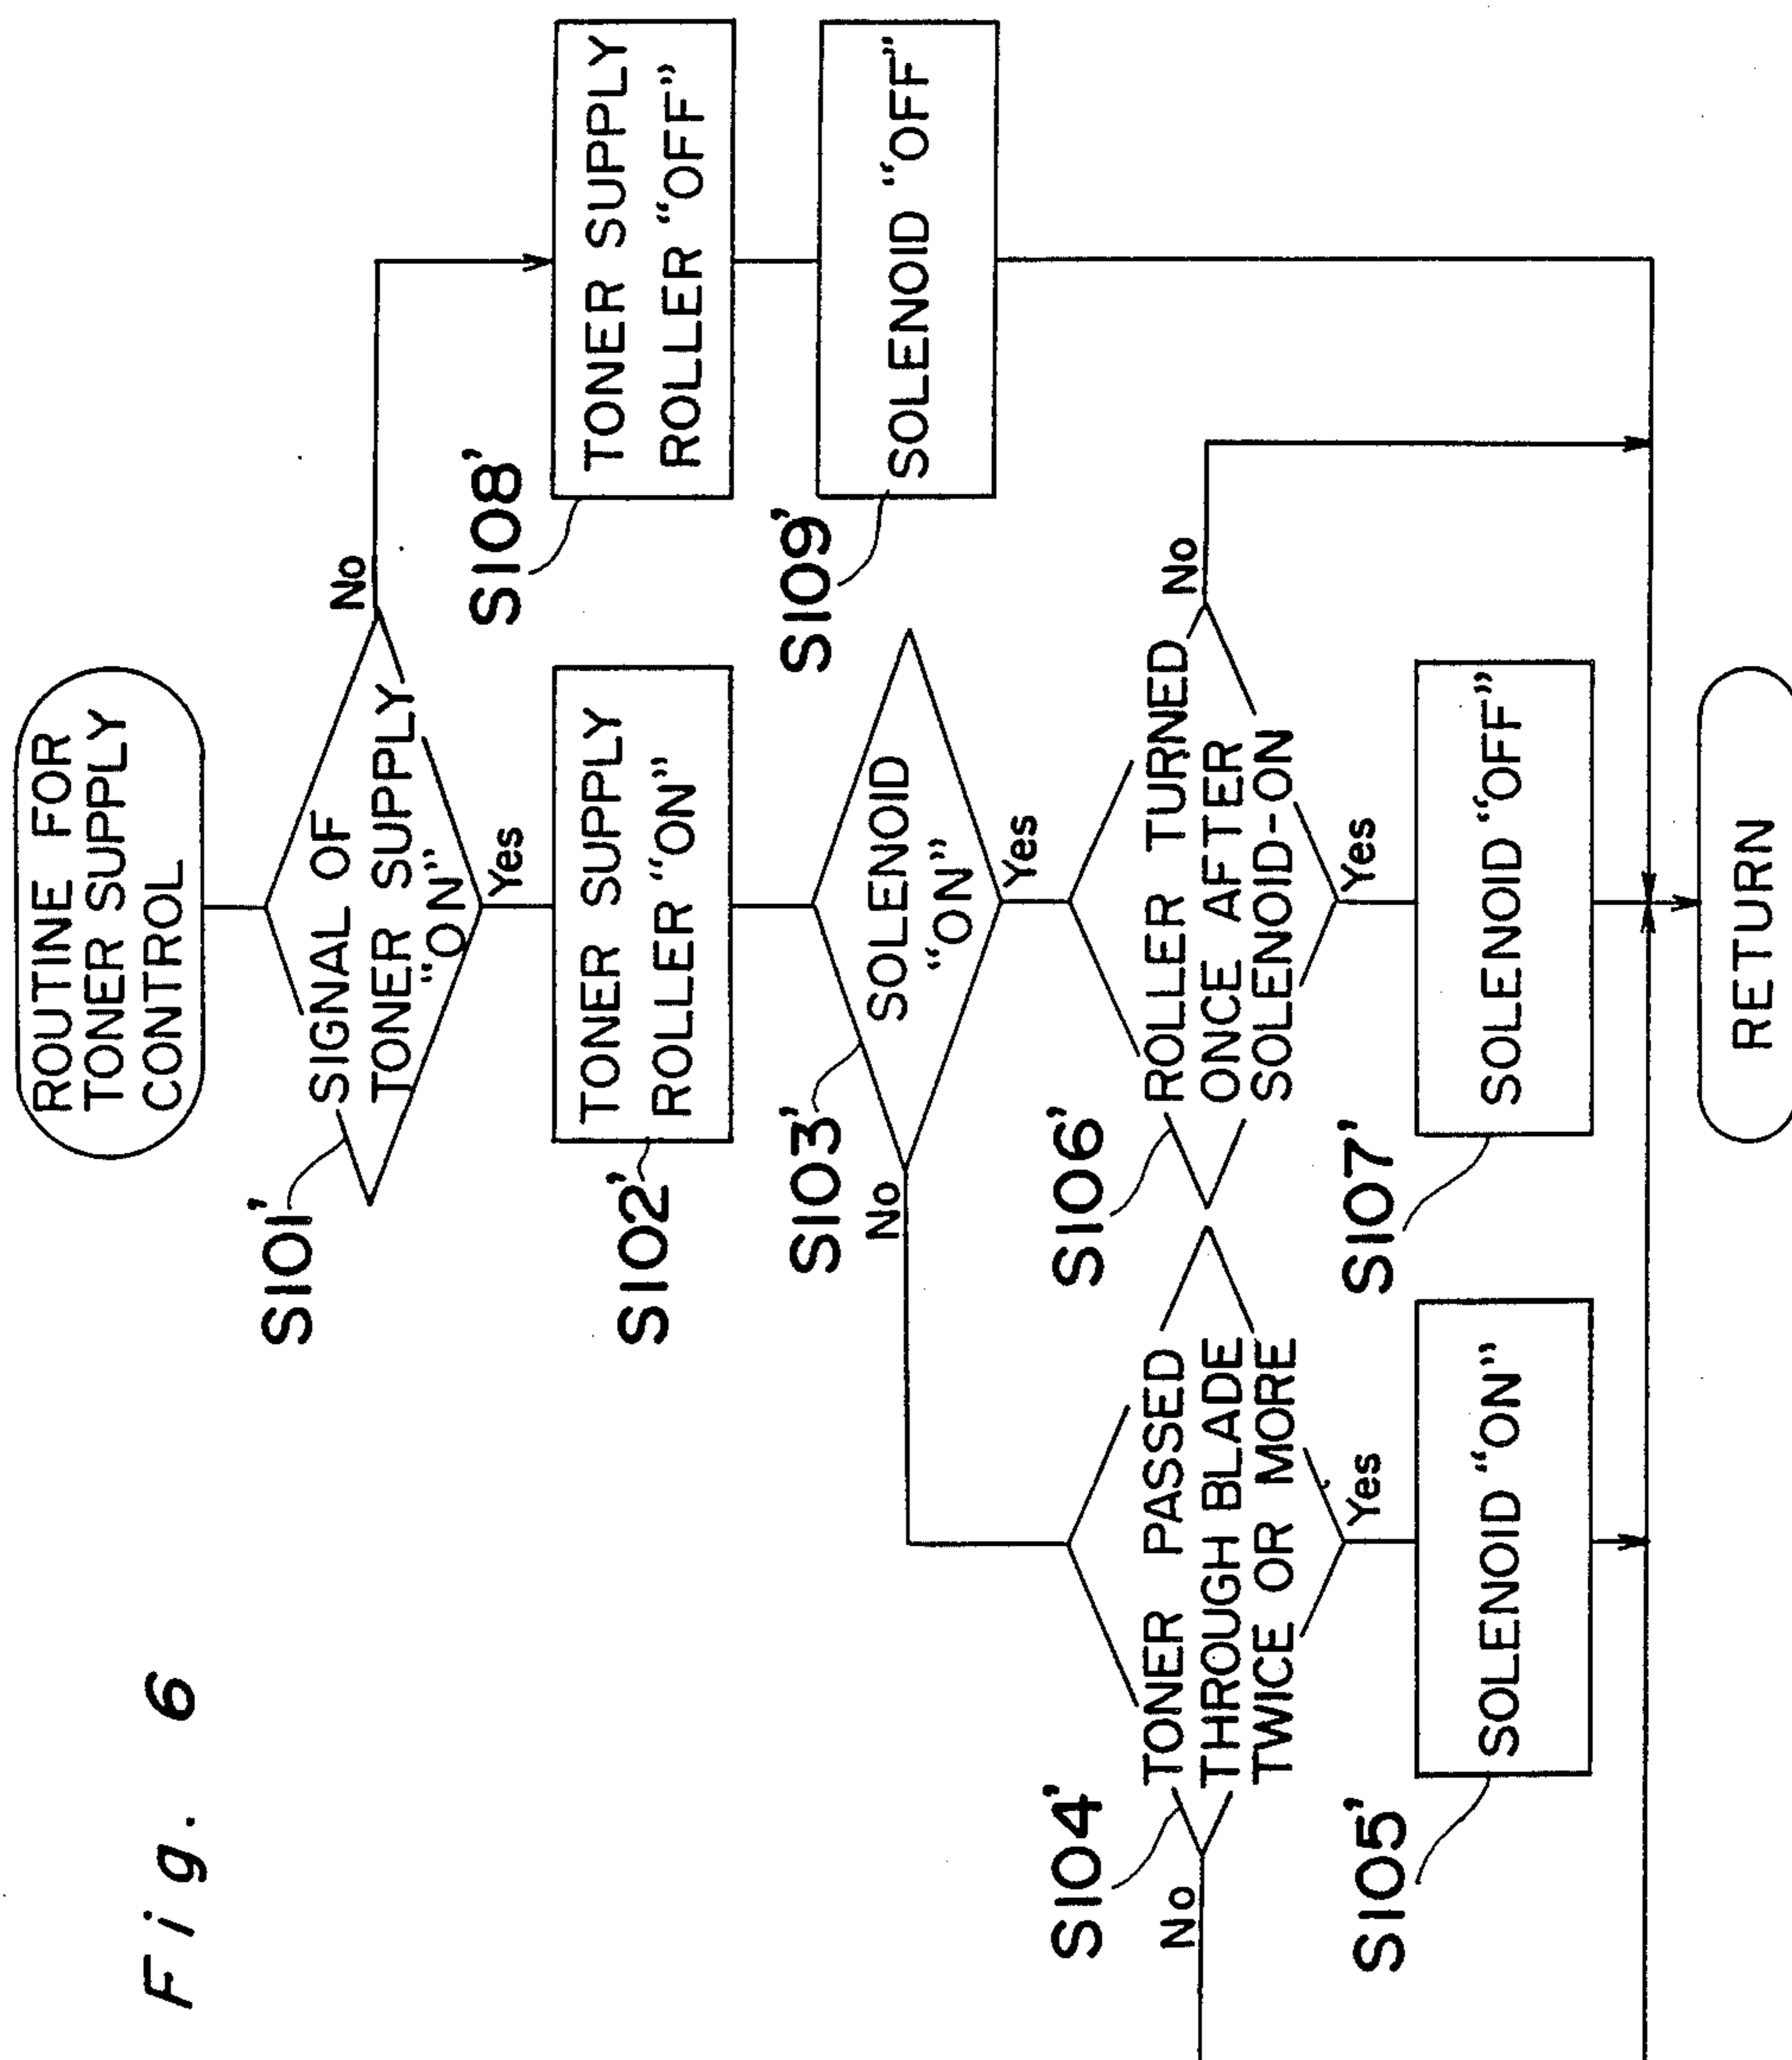 Fig. 6
ROUTINE FOR
TONER SUPPLY
CONTROL
S101'
SIGNAL OF
TONER SUPPLY
"ON"
No
Yes
S102'
TONER SUPPLY
ROLLER "ON"
S108'
TONER SUPPLY
ROLLER "OFF"
S103'
SOLENOID
"ON"
No
Yes
S109'
SOLENOID "OFF"
S104'
TONER PASSED
THROUGH BLADE
TWICE OR MORE
No
Yes
S106'
ROLLER TURNED
ONCE AFTER
SOLENOID-ON
No
Yes
S105'
SOLENOID "ON"
S107'
SOLENOID "OFF"
RETURN